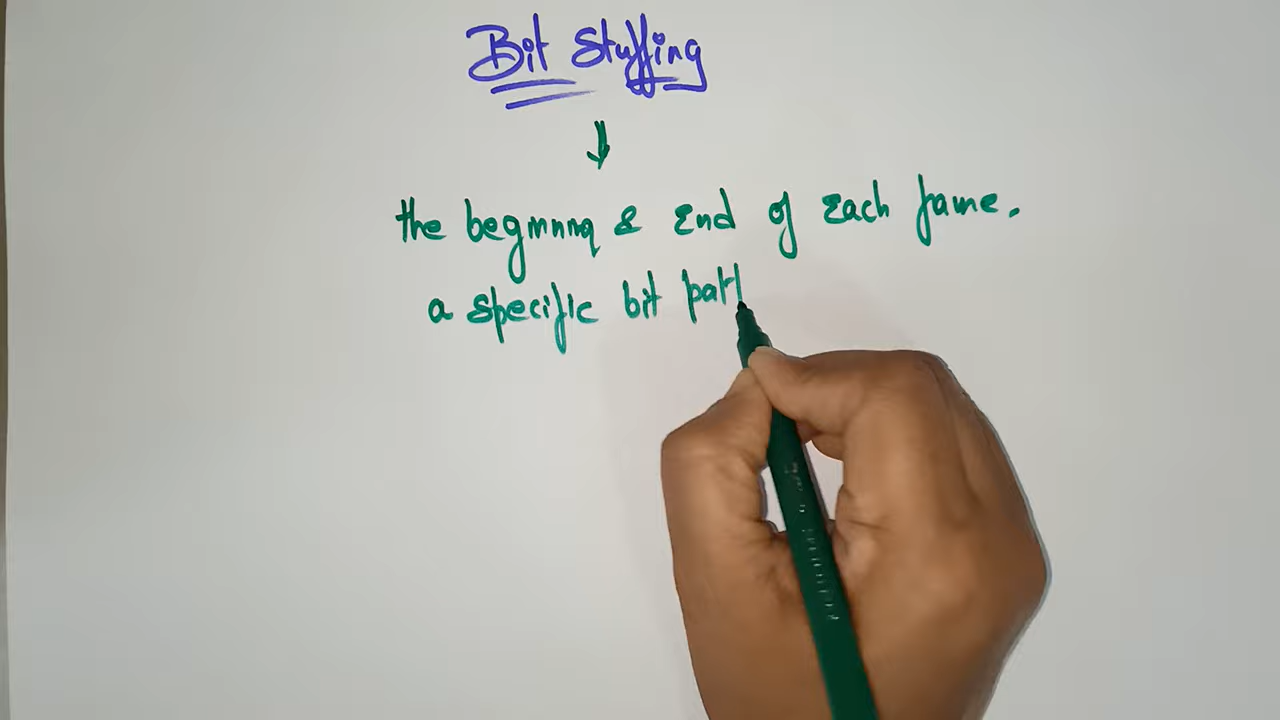 Bit Stuffing
the beginning & End of Each frame.
a specific bit patt